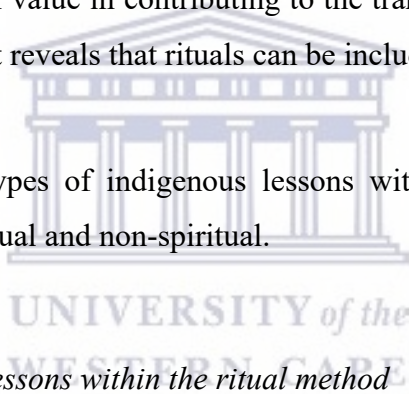 value in contributing to the tra
reveals that rituals can be inclu
ypes of indigenous lessons wit
ual and non-spiritual.
UNIVERSITY of the
WESTERN CAPE
essons within the ritual method